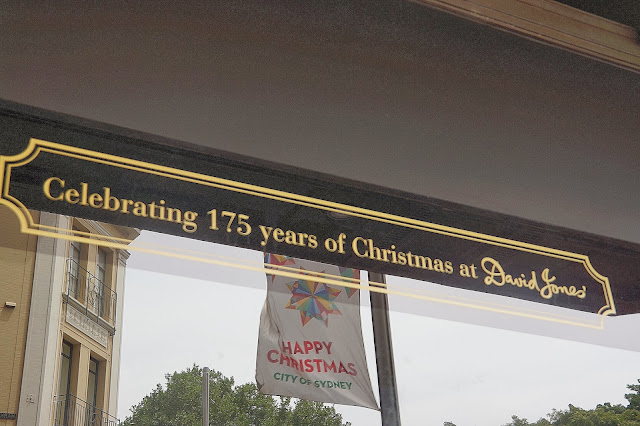 Celebrating 175 years of Christmas at David Jones'
HAPPY
CHRISTMAS
CITY OF SYDNEY